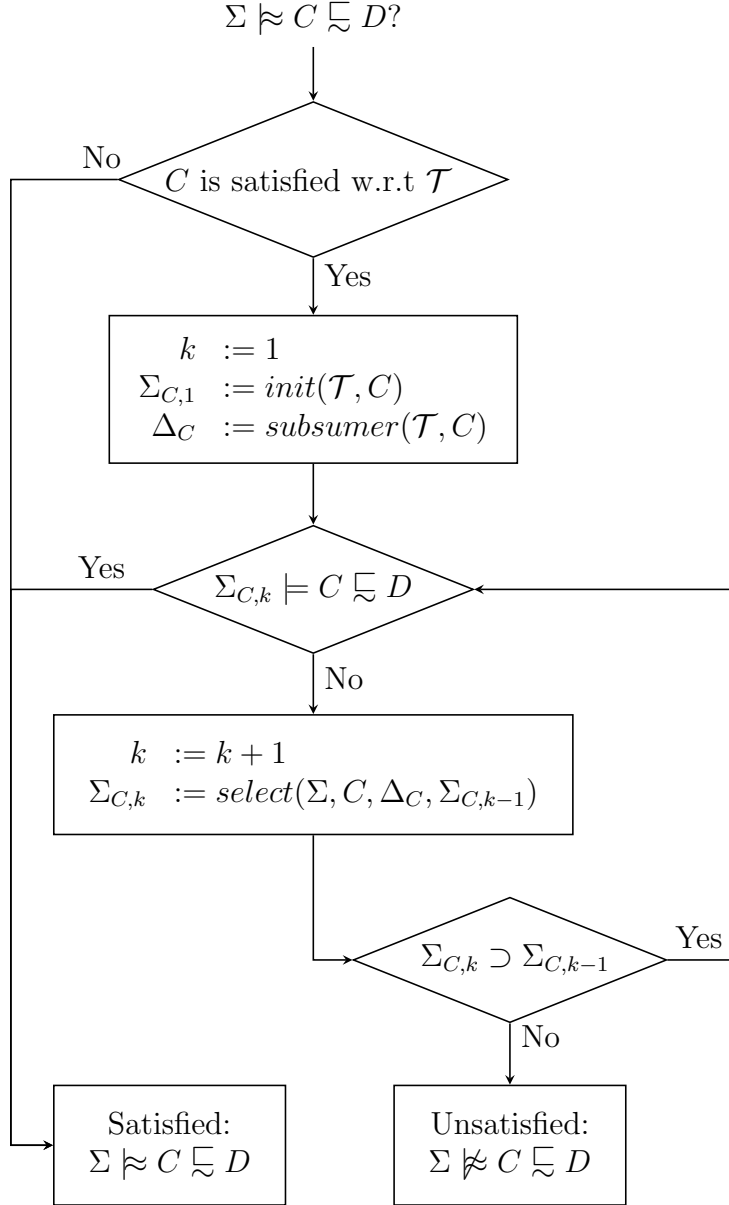 Σ |≈ C ⊏∼ D?
No
C is satisfied w.r.t 𝒯
Yes
k := 1
Σ_{C,1} := init(𝒯, C)
Δ_C := subsumer(𝒯, C)
Yes
Σ_{C,k} ⊨ C ⊏∼ D
No
k := k + 1
Σ_{C,k} := select(Σ, C, Δ_C, Σ_{C,k−1})
Σ_{C,k} ⊃ Σ_{C,k−1}
Yes
No
Satisfied:
Σ |≈ C ⊏∼ D
Unsatisfied:
Σ |≉ C ⊏∼ D